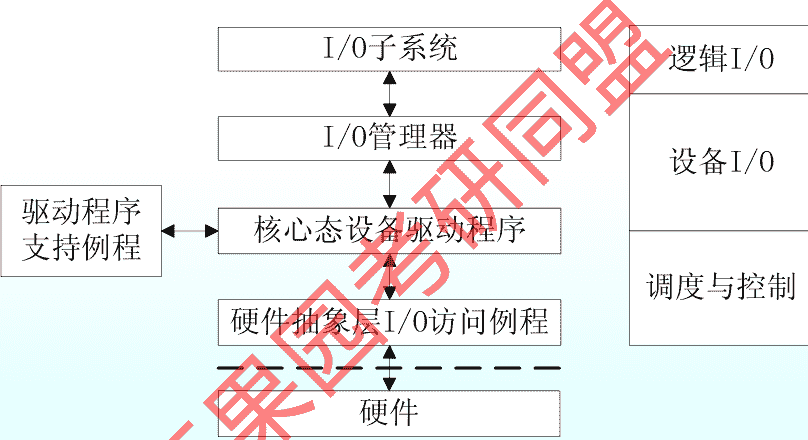 I/O子系统
I/O管理器
驱动程序
支持例程
核心态设备驱动程序
硬件抽象层I/O访问例程
硬件
逻辑I/O
设备I/O
调度与控制
果园考研同盟